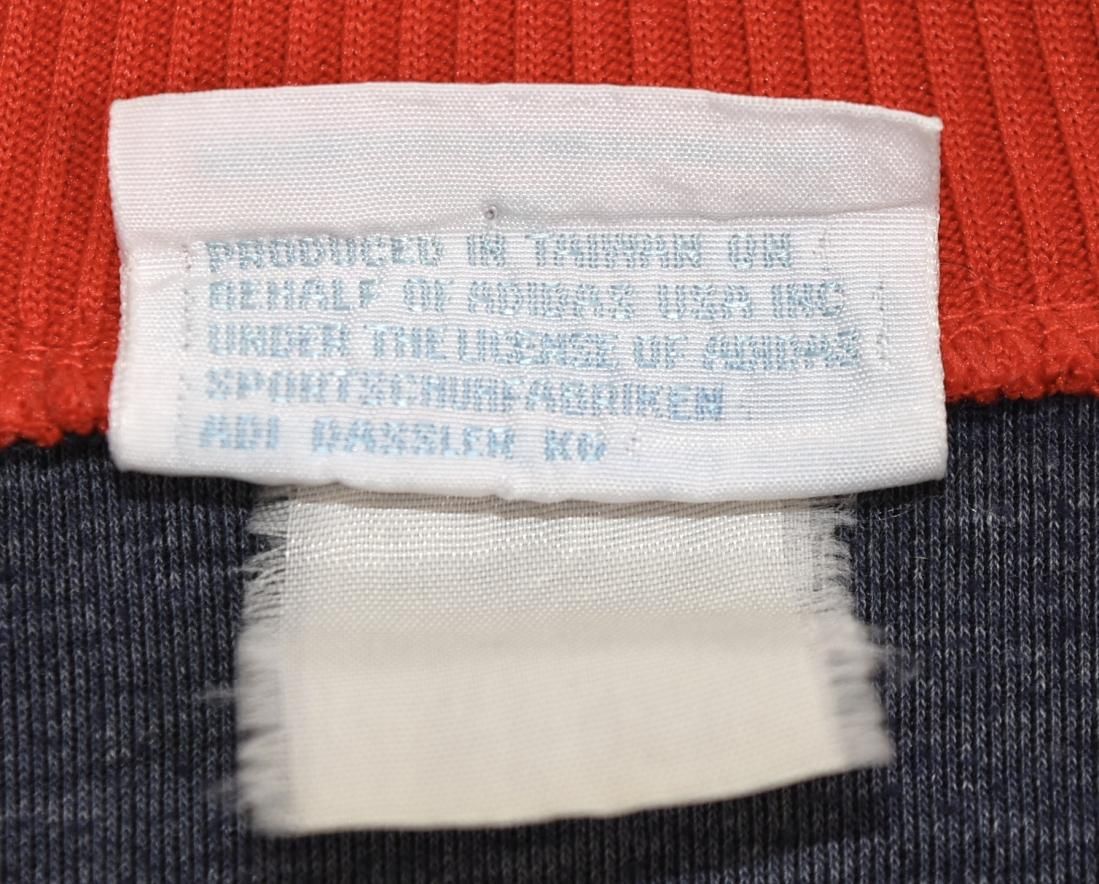 PRODUCED IN TAIWAN ON
BEHALF OF ADIDAS USA INC
UNDER THE LICENSE OF ADIDAS
SPORTSCHUHFABRIKEN
ADI DASSLER KG